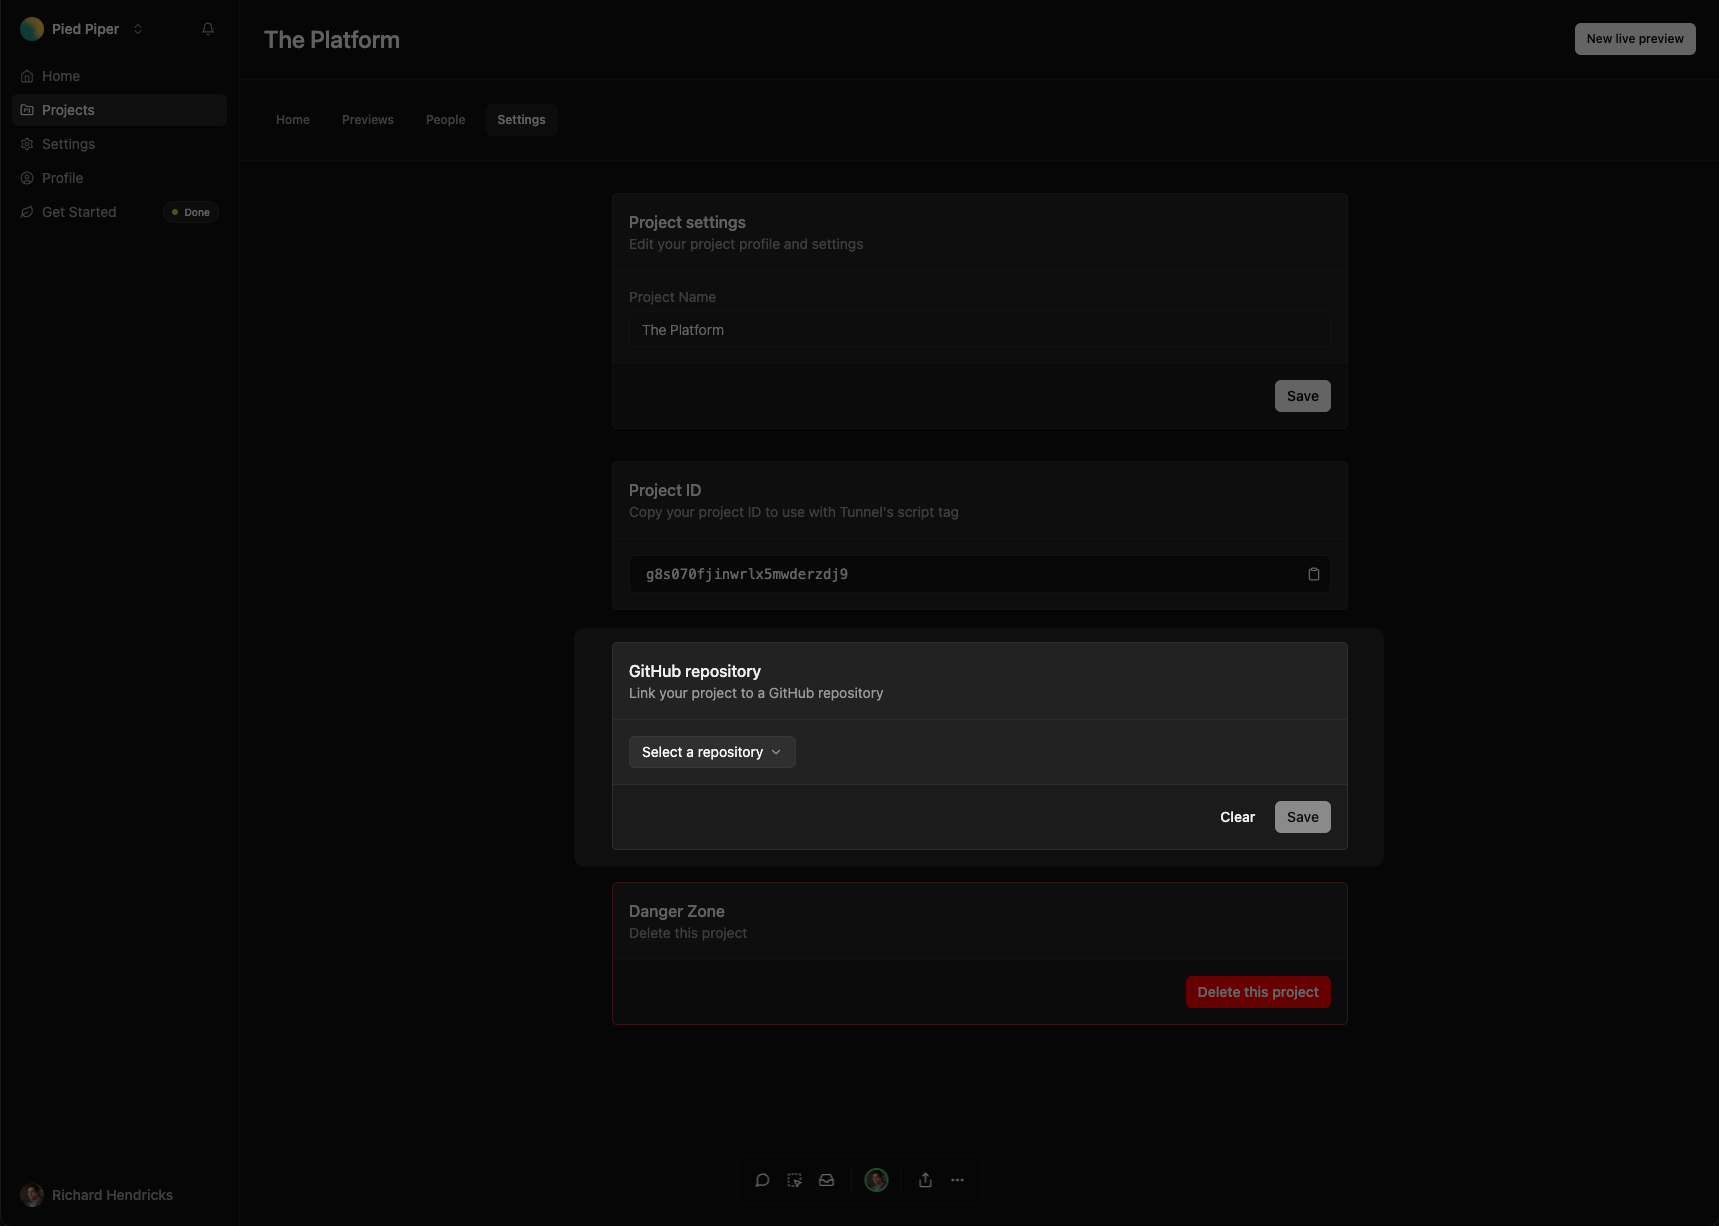 Pied Piper
Home
Projects
Settings
Profile
Get Started
Done
Richard Hendricks
The Platform
New live preview
Home
Previews
People
Settings
Project settings
Edit your project profile and settings
Project Name
The Platform
Save
Project ID
Copy your project ID to use with Tunnel's script tag
g8s070fjinwrlx5mwderzdj9
GitHub repository
Link your project to a GitHub repository
Select a repository
Clear
Save
Danger Zone
Delete this project
Delete this project